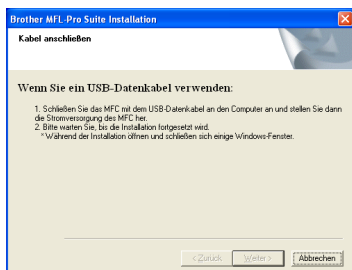 Brother MFL-Pro Suite Installation
Kabel anschließen
Wenn Sie ein USB-Datenkabel verwenden:
1. Schließen Sie das MFC mit dem USB-Datenkabel an den Computer an und stellen Sie dann
die Stromversorgung des MFC her.
2. Bitte warten Sie, bis die Installation fortgesetzt wird.
* Während der Installation öffnen und schließen sich einige Windows-Fenster.
< Zurück
Weiter >
Abbrechen